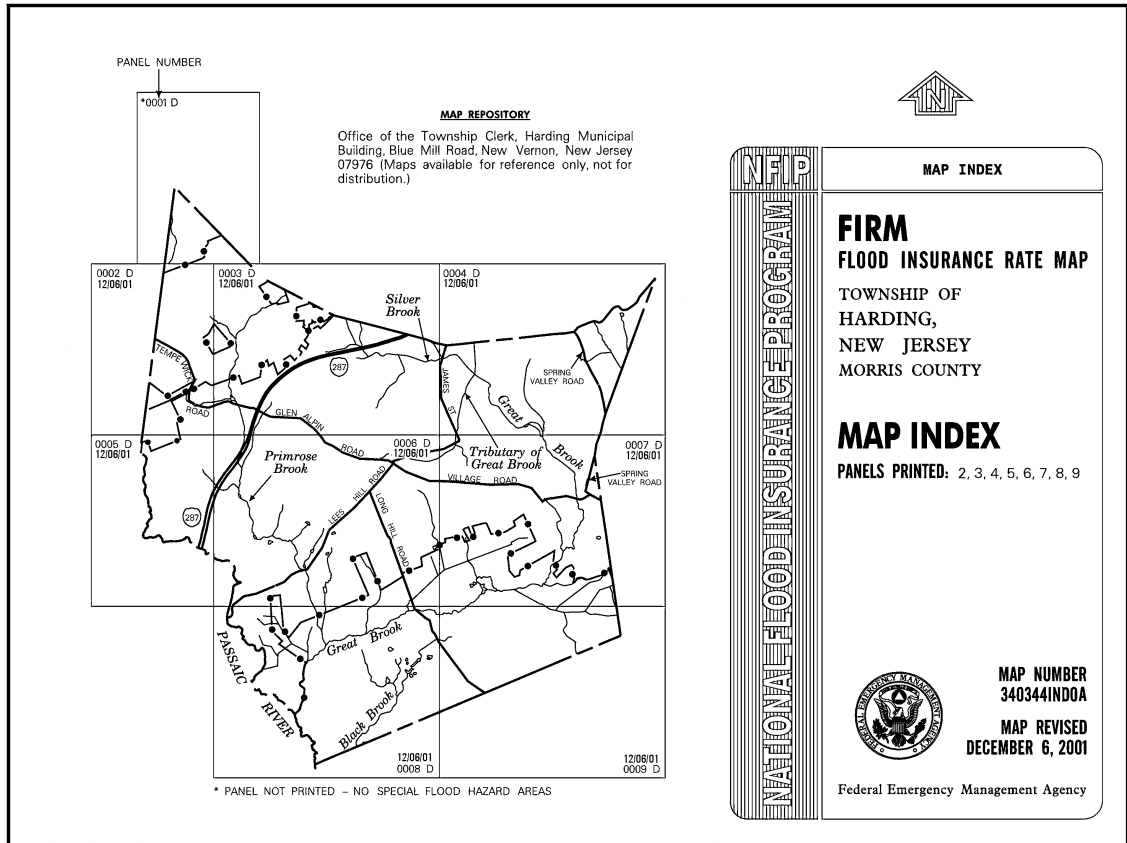 PANEL NUMBER
*0001 D
MAP REPOSITORY
Office of the Township Clerk, Harding Municipal
Building, Blue Mill Road, New Vernon, New Jersey
07976 (Maps available for reference only, not for
distribution.)
0002 D
12/06/01
0003 D
12/06/01
0004 D
12/06/01
Silver
Brook
TEMPE WICK
ROAD
287
JAMES
ST
SPRING
VALLEY ROAD
GLEN ALPIN
ROAD
Great
Brook
0005 D
12/06/01
0006 D
12/06/01
0007 D
12/06/01
Primrose
Brook
Tributary of
Great Brook
SPRING
VALLEY ROAD
VILLAGE ROAD
LEES HILL ROAD
LONG HILL ROAD
287
PASSAIC
RIVER
Great Brook
Black Brook
12/06/01
0008 D
12/06/01
0009 D
* PANEL NOT PRINTED – NO SPECIAL FLOOD HAZARD AREAS
N
NFIP
MAP INDEX
NATIONAL FLOOD INSURANCE PROGRAM
FIRM
FLOOD INSURANCE RATE MAP
TOWNSHIP OF
HARDING,
NEW JERSEY
MORRIS COUNTY
MAP INDEX
PANELS PRINTED: 2, 3, 4, 5, 6, 7, 8, 9
FEDERAL EMERGENCY MANAGEMENT AGENCY
MAP NUMBER
340344IND0A
MAP REVISED
DECEMBER 6, 2001
Federal Emergency Management Agency